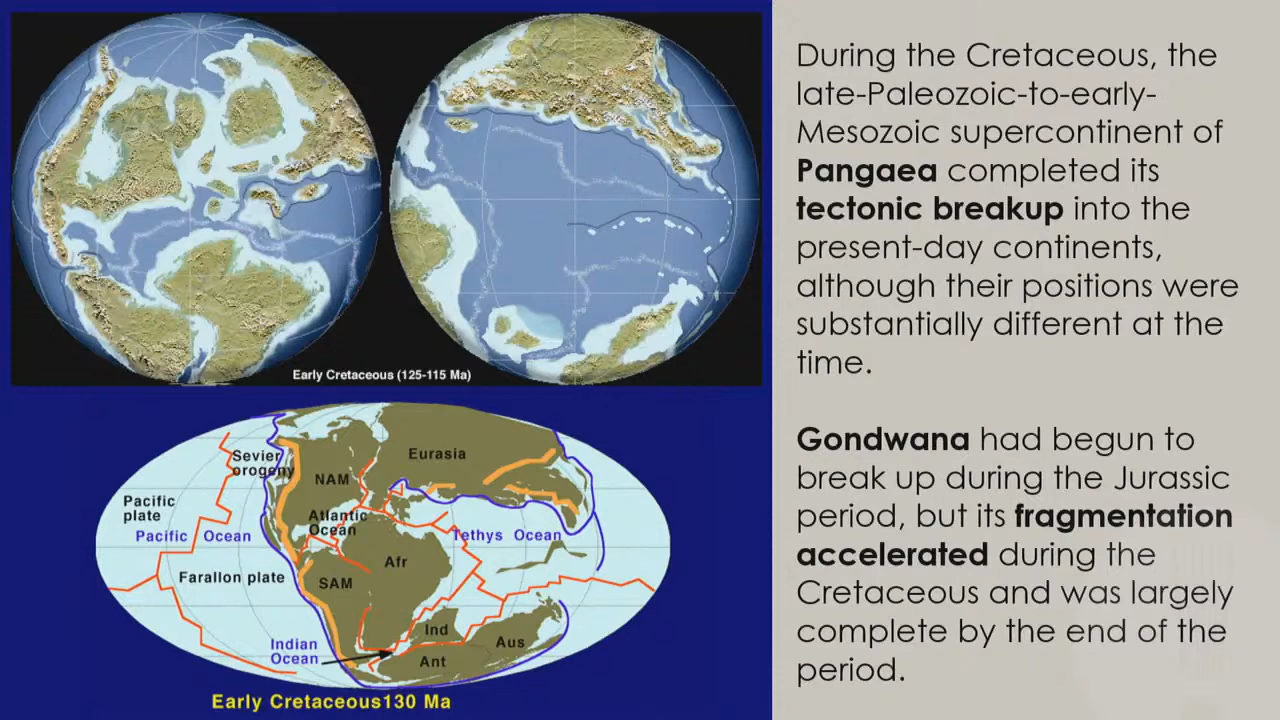 Early Cretaceous (125-115 Ma)
Sevier
orogeny
NAM
Eurasia
Pacific
plate
Atlantic
Ocean
Pacific Ocean
Tethys Ocean
Afr
Farallon plate
SAM
Ind
Aus
Indian
Ocean
Ant
Early Cretaceous130 Ma
During the Cretaceous, the
late-Paleozoic-to-early-
Mesozoic supercontinent of
Pangaea completed its
tectonic breakup into the
present-day continents,
although their positions were
substantially different at the
time.
Gondwana had begun to
break up during the Jurassic
period, but its fragmentation
accelerated during the
Cretaceous and was largely
complete by the end of the
period.